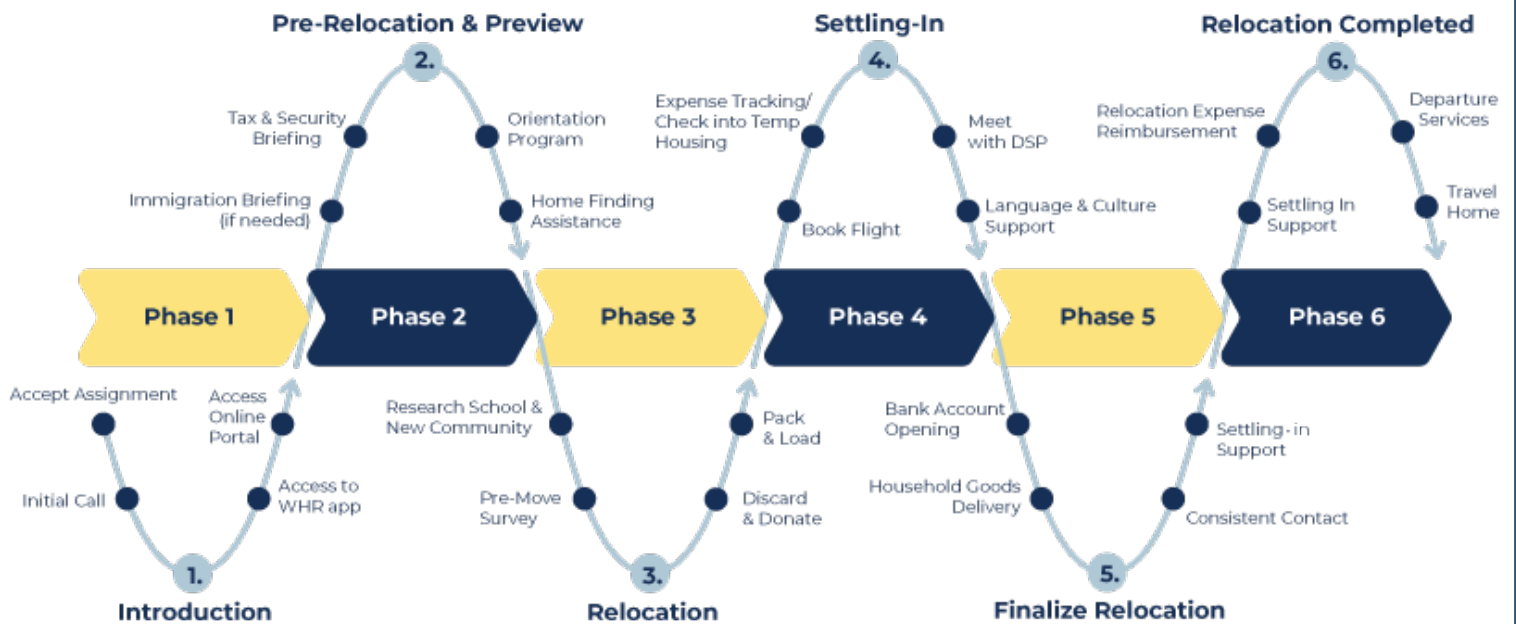 Pre-Relocation & Preview
Settling-In
Relocation Completed
2.
4.
6.
Tax & Security
Briefing
Orientation
Program
Immigration Briefing
(if needed)
Home Finding
Assistance
Expense Tracking/
Check into Temp
Housing
Meet
with DSP
Book Flight
Language & Culture
Support
Relocation Expense
Reimbursement
Departure
Services
Settling In
Support
Travel
Home
Phase 1
Phase 2
Phase 3
Phase 4
Phase 5
Phase 6
Accept Assignment
Initial Call
Access
Online
Portal
Access to
WHR app
Research School &
New Community
Pre-Move
Survey
Pack
& Load
Discard
& Donate
Bank Account
Opening
Household Goods
Delivery
Settling-in
Support
Consistent Contact
1.
3.
5.
Introduction
Relocation
Finalize Relocation